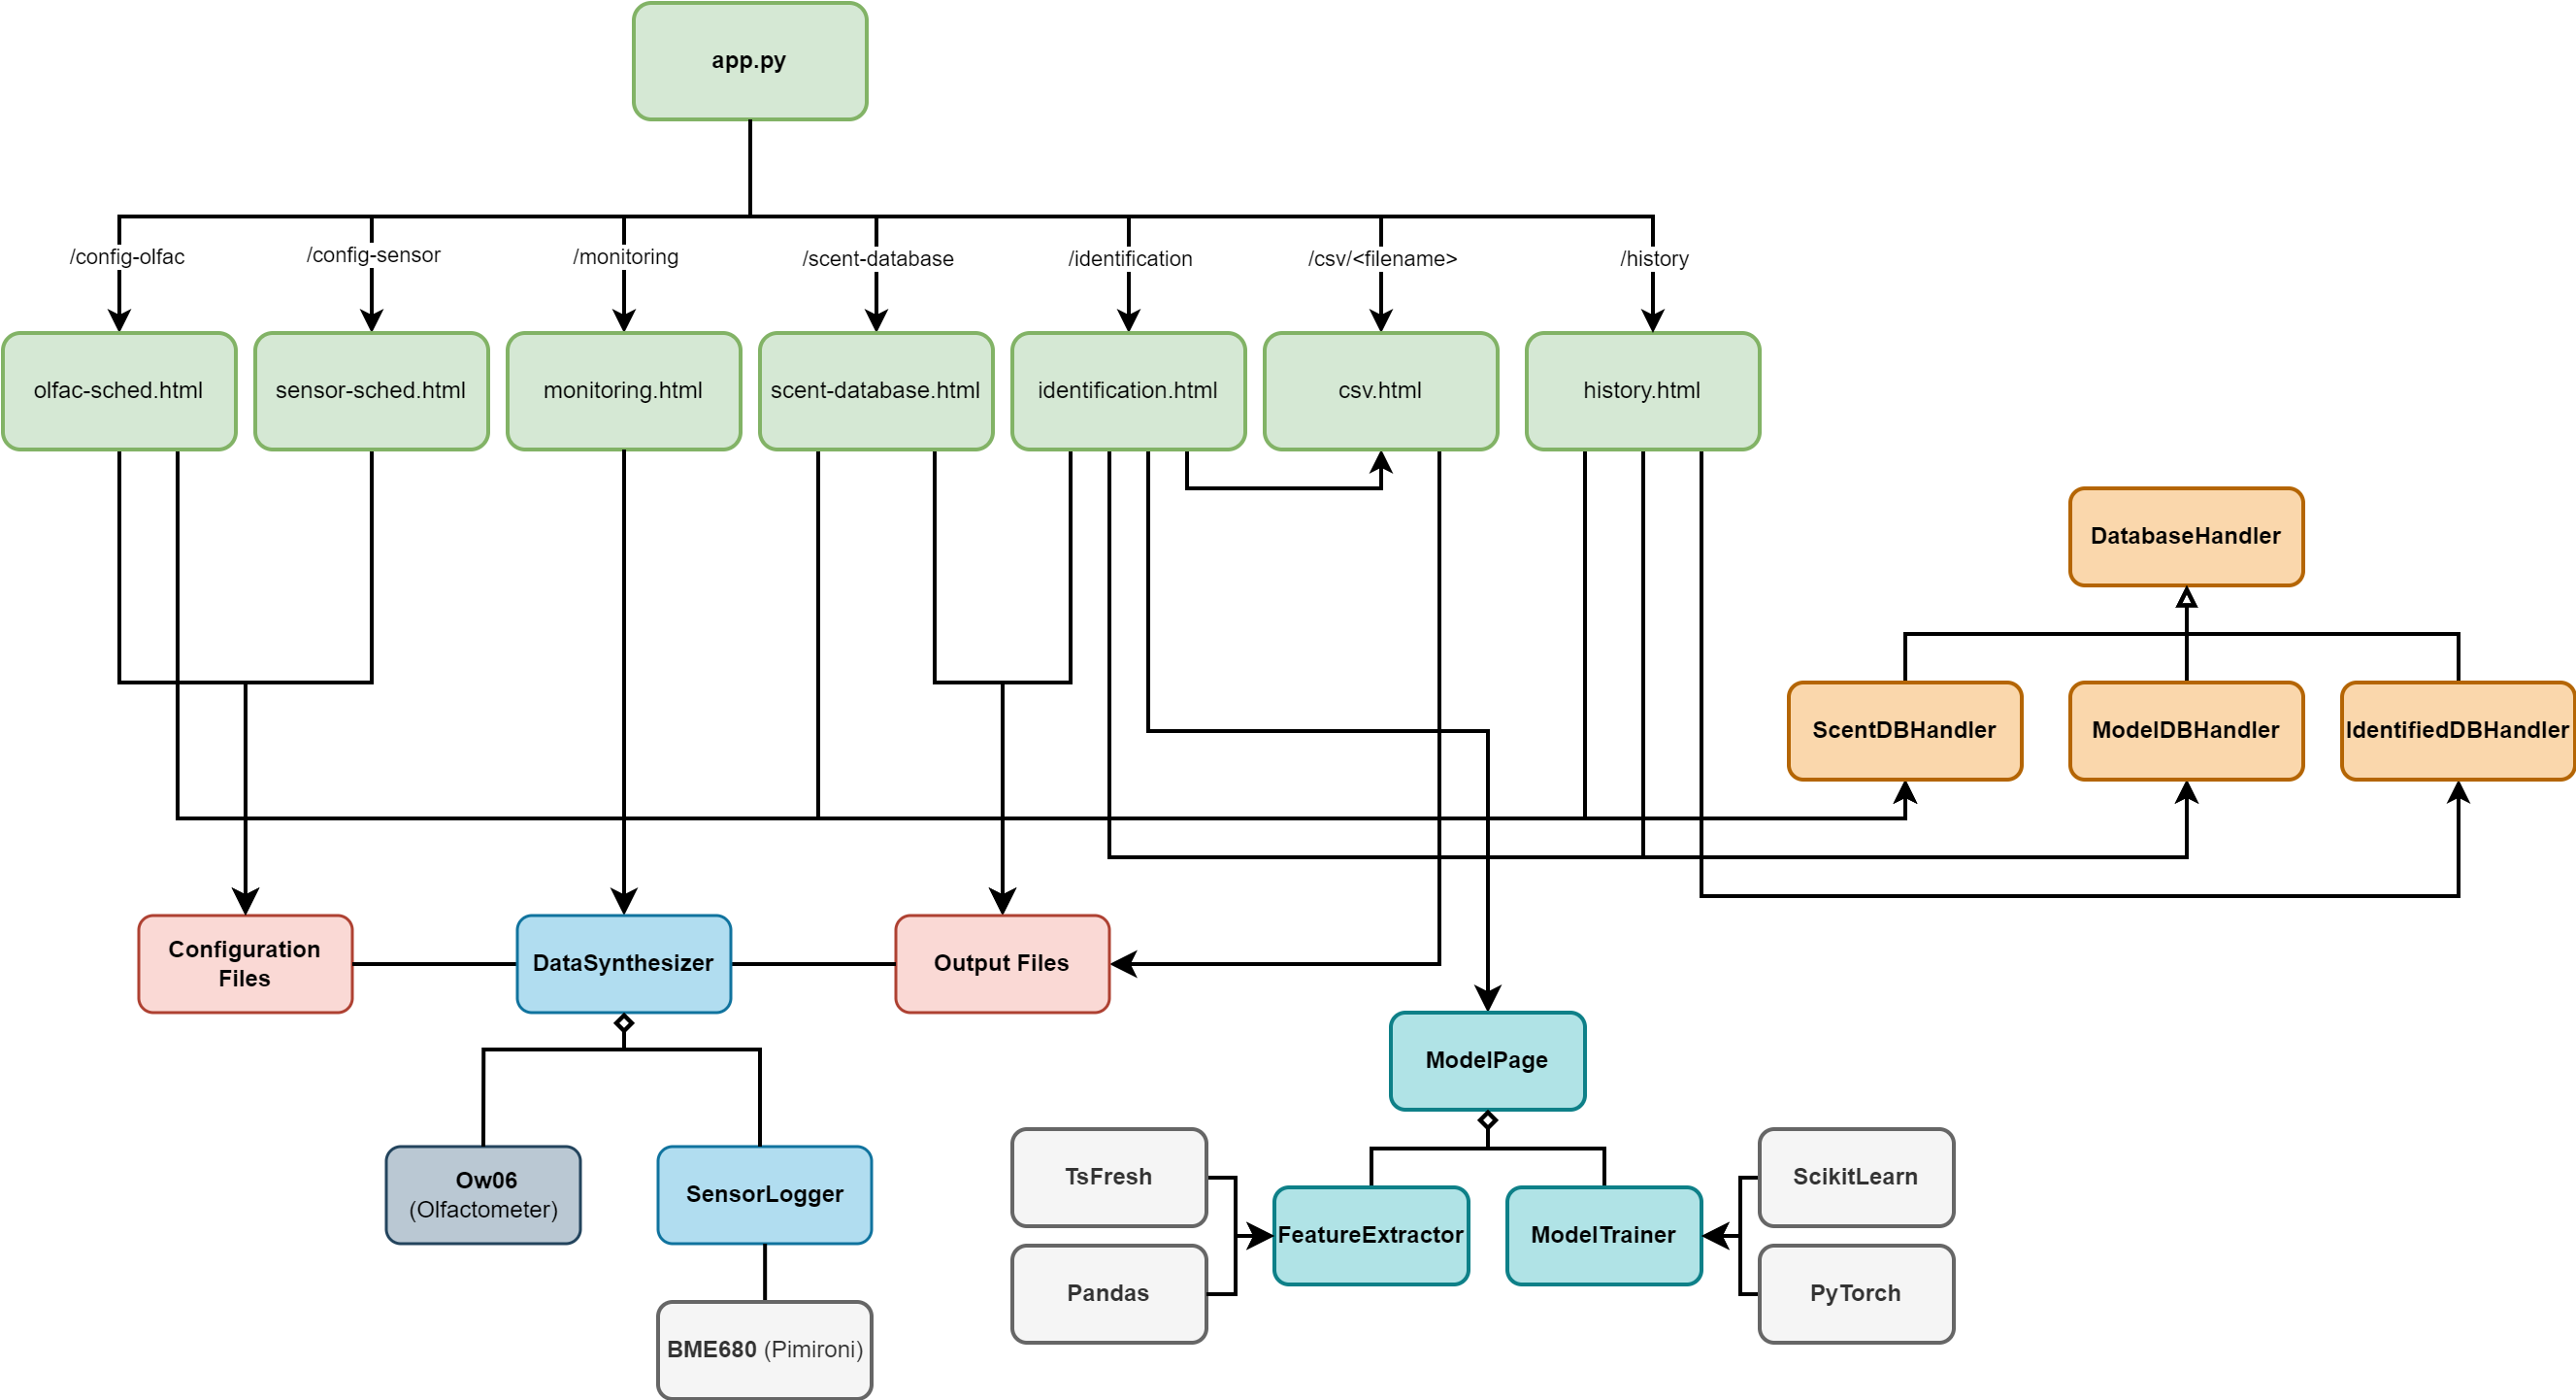 app.py
/config-olfac
/config-sensor
/monitoring
/scent-database
/identification
/csv/<filename>
/history
olfac-sched.html
sensor-sched.html
monitoring.html
scent-database.html
identification.html
csv.html
history.html
DatabaseHandler
ScentDBHandler
ModelDBHandler
IdentifiedDBHandler
Configuration
Files
DataSynthesizer
Output Files
ModelPage
Ow06
(Olfactometer)
SensorLogger
TsFresh
ScikitLearn
FeatureExtractor
ModelTrainer
Pandas
PyTorch
BME680 (Pimironi)